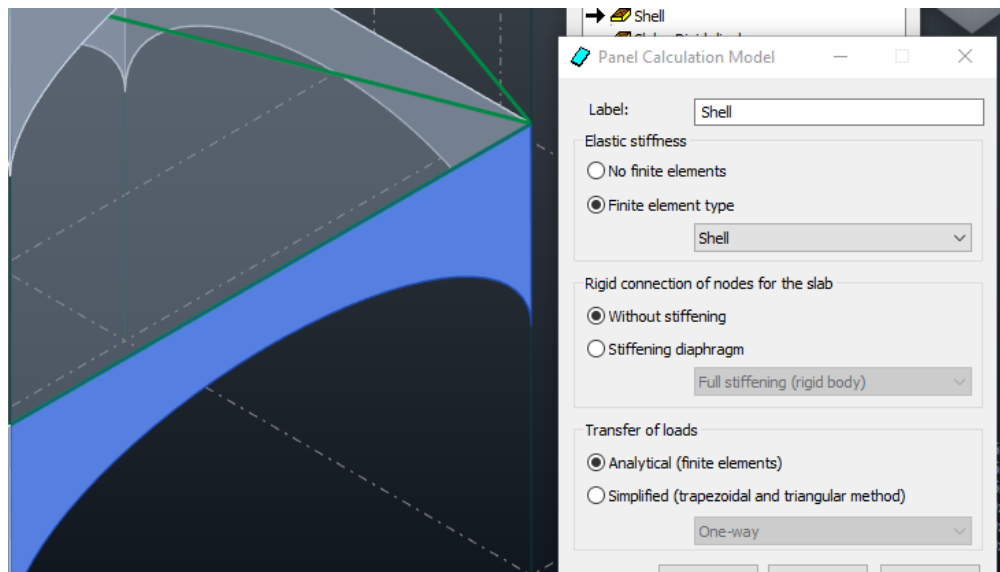 Shell
Panel Calculation Model
Label:
Shell
Elastic stiffness
No finite elements
Finite element type
Shell
Rigid connection of nodes for the slab
Without stiffening
Stiffening diaphragm
Full stiffening (rigid body)
Transfer of loads
Analytical (finite elements)
Simplified (trapezoidal and triangular method)
One-way